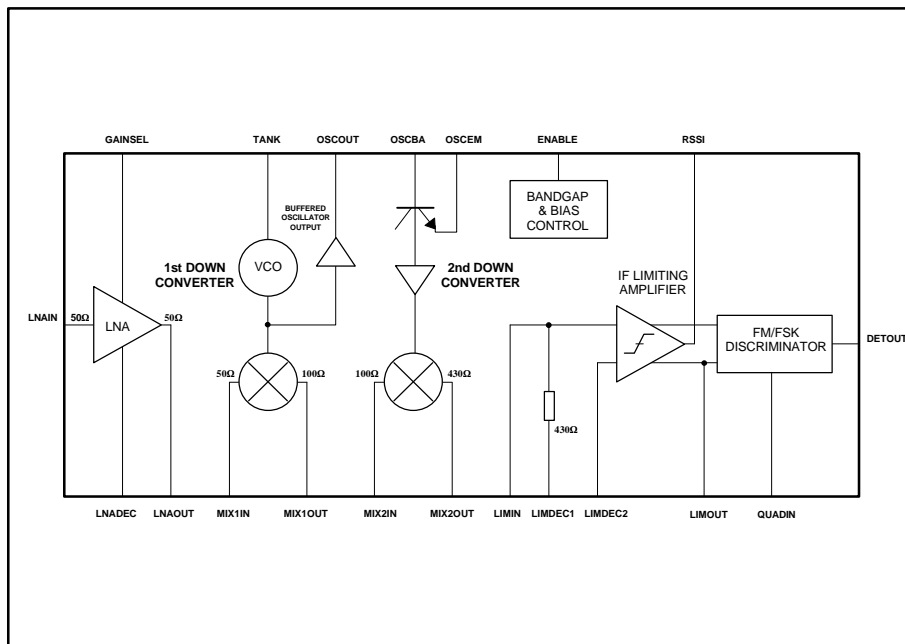 GAINSEL TANK OSCOUT OSCBA OSCEM ENABLE RSSI
BUFFERED
OSCILLATOR
OUTPUT
BANDGAP
& BIAS
CONTROL
1st DOWN
CONVERTER
VCO
2nd DOWN
CONVERTER
IF LIMITING
AMPLIFIER
LNAIN 50Ω LNA 50Ω
FM/FSK
DISCRIMINATOR
DETOUT
50Ω 100Ω 100Ω 430Ω
430Ω
LNADEC LNAOUT MIX1IN MIX1OUT MIX2IN MIX2OUT LIMIN LIMDEC1 LIMDEC2 LIMOUT QUADIN